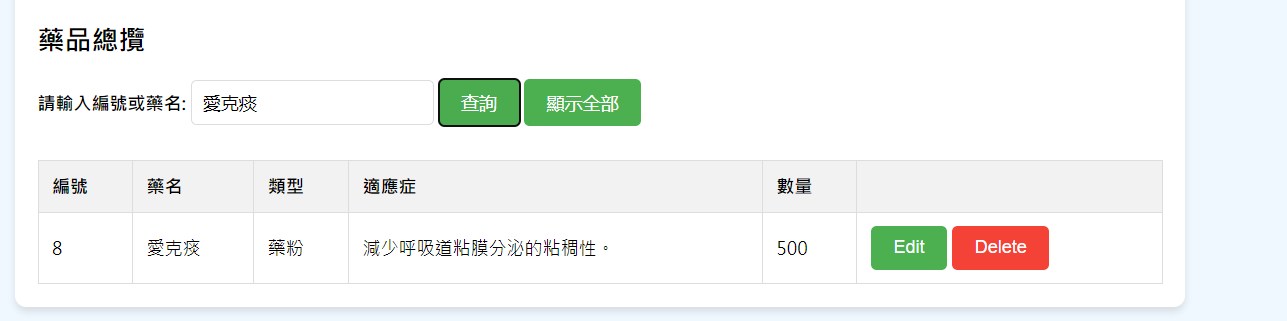 藥品總攬
請輸入編號或藥名: 愛克痰 查詢 顯示全部
編號 藥名 類型 適應症 數量
8 愛克痰 藥粉 減少呼吸道粘膜分泌的粘稠性。 500 Edit Delete